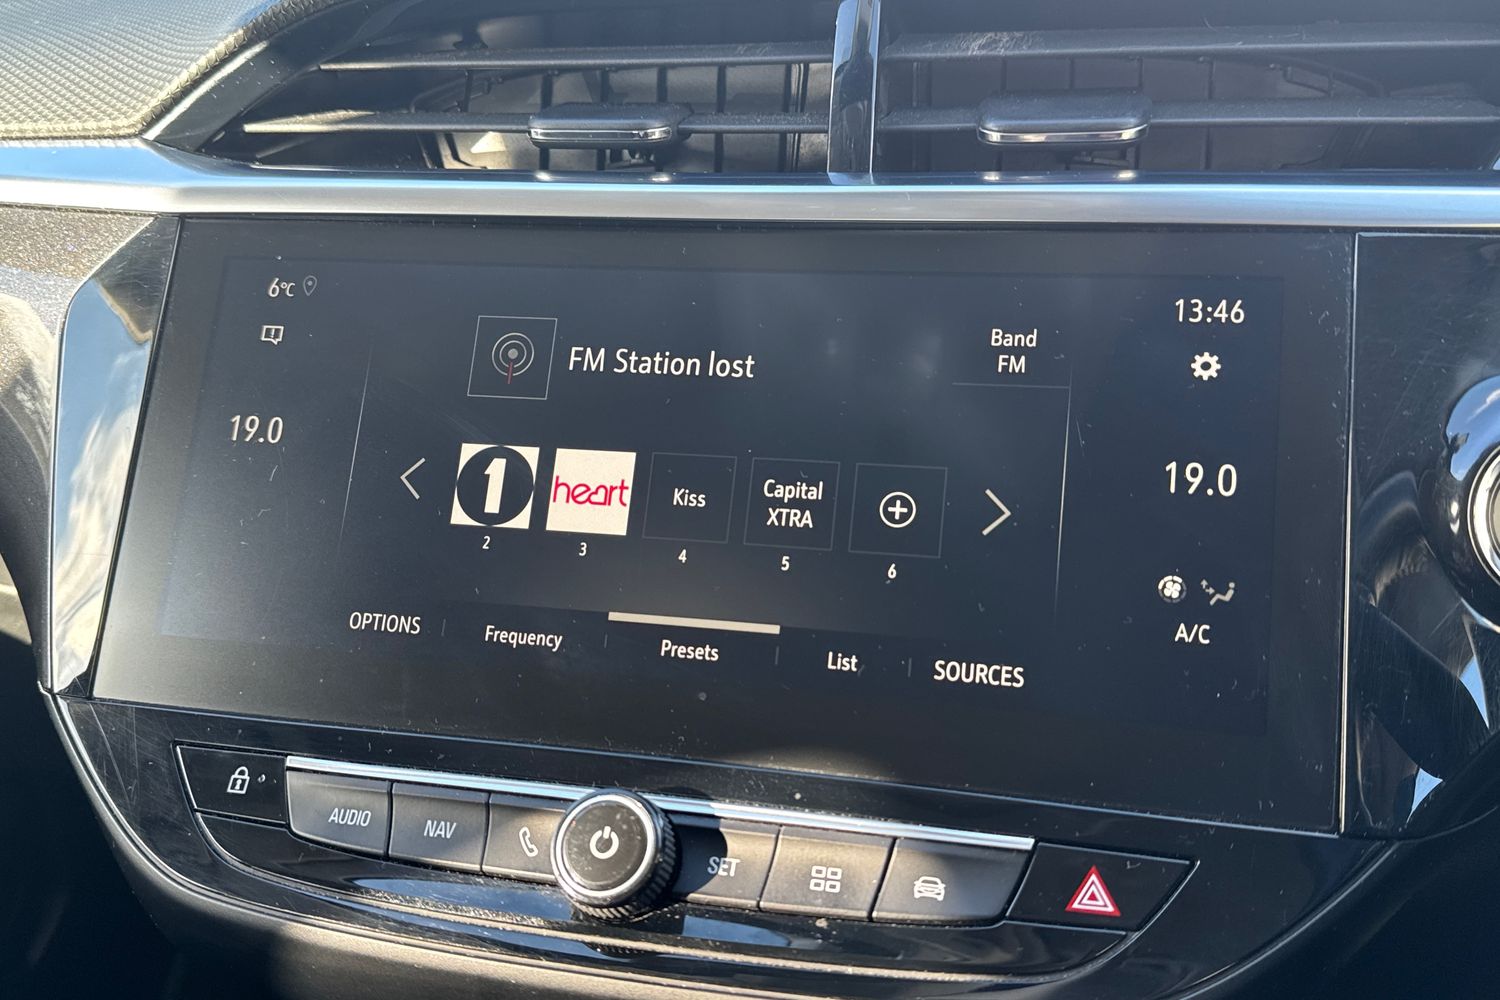 6°C
13:46
FM Station lost
Band
FM
19.0
19.0
1
heart
Kiss
Capital
XTRA
2
3
4
5
6
A/C
OPTIONS
Frequency
Presets
List
SOURCES
AUDIO
NAV
SET